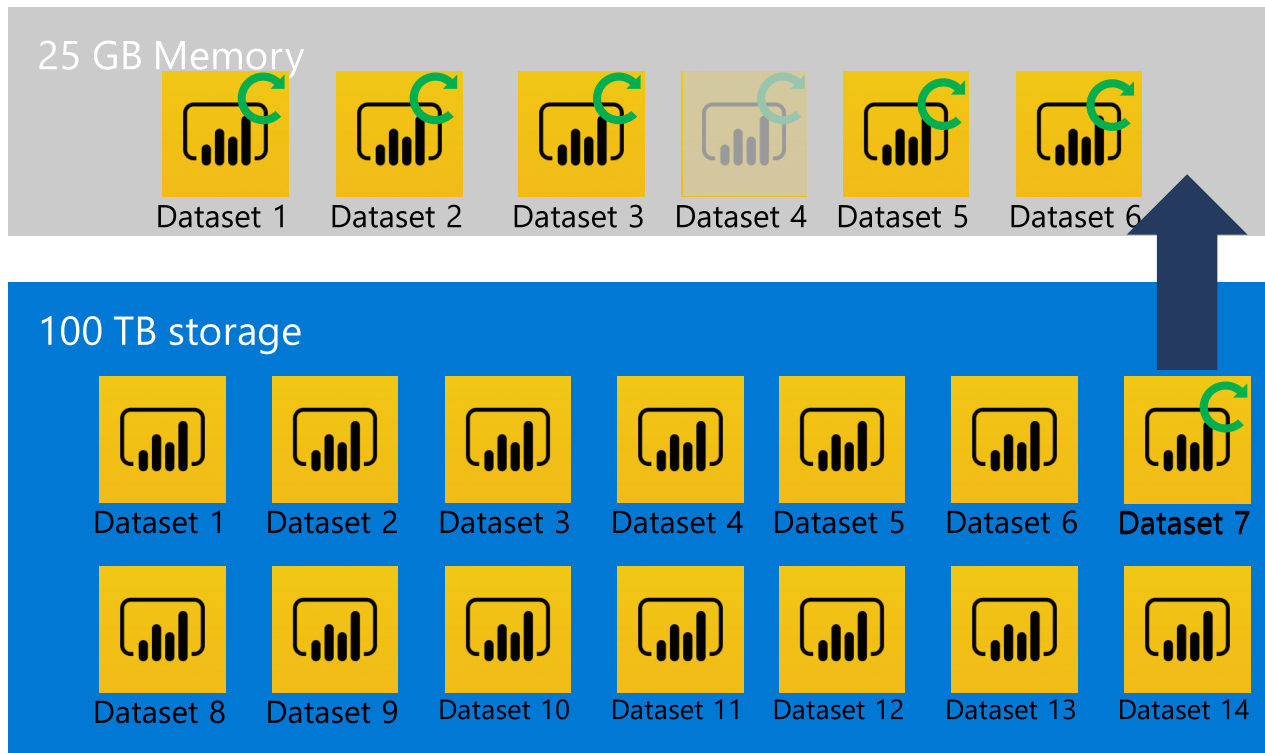 25 GB Memory
Dataset 1 Dataset 2 Dataset 3 Dataset 4 Dataset 5 Dataset 6
100 TB storage
Dataset 1 Dataset 2 Dataset 3 Dataset 4 Dataset 5 Dataset 6 Dataset 7
Dataset 8 Dataset 9 Dataset 10 Dataset 11 Dataset 12 Dataset 13 Dataset 14